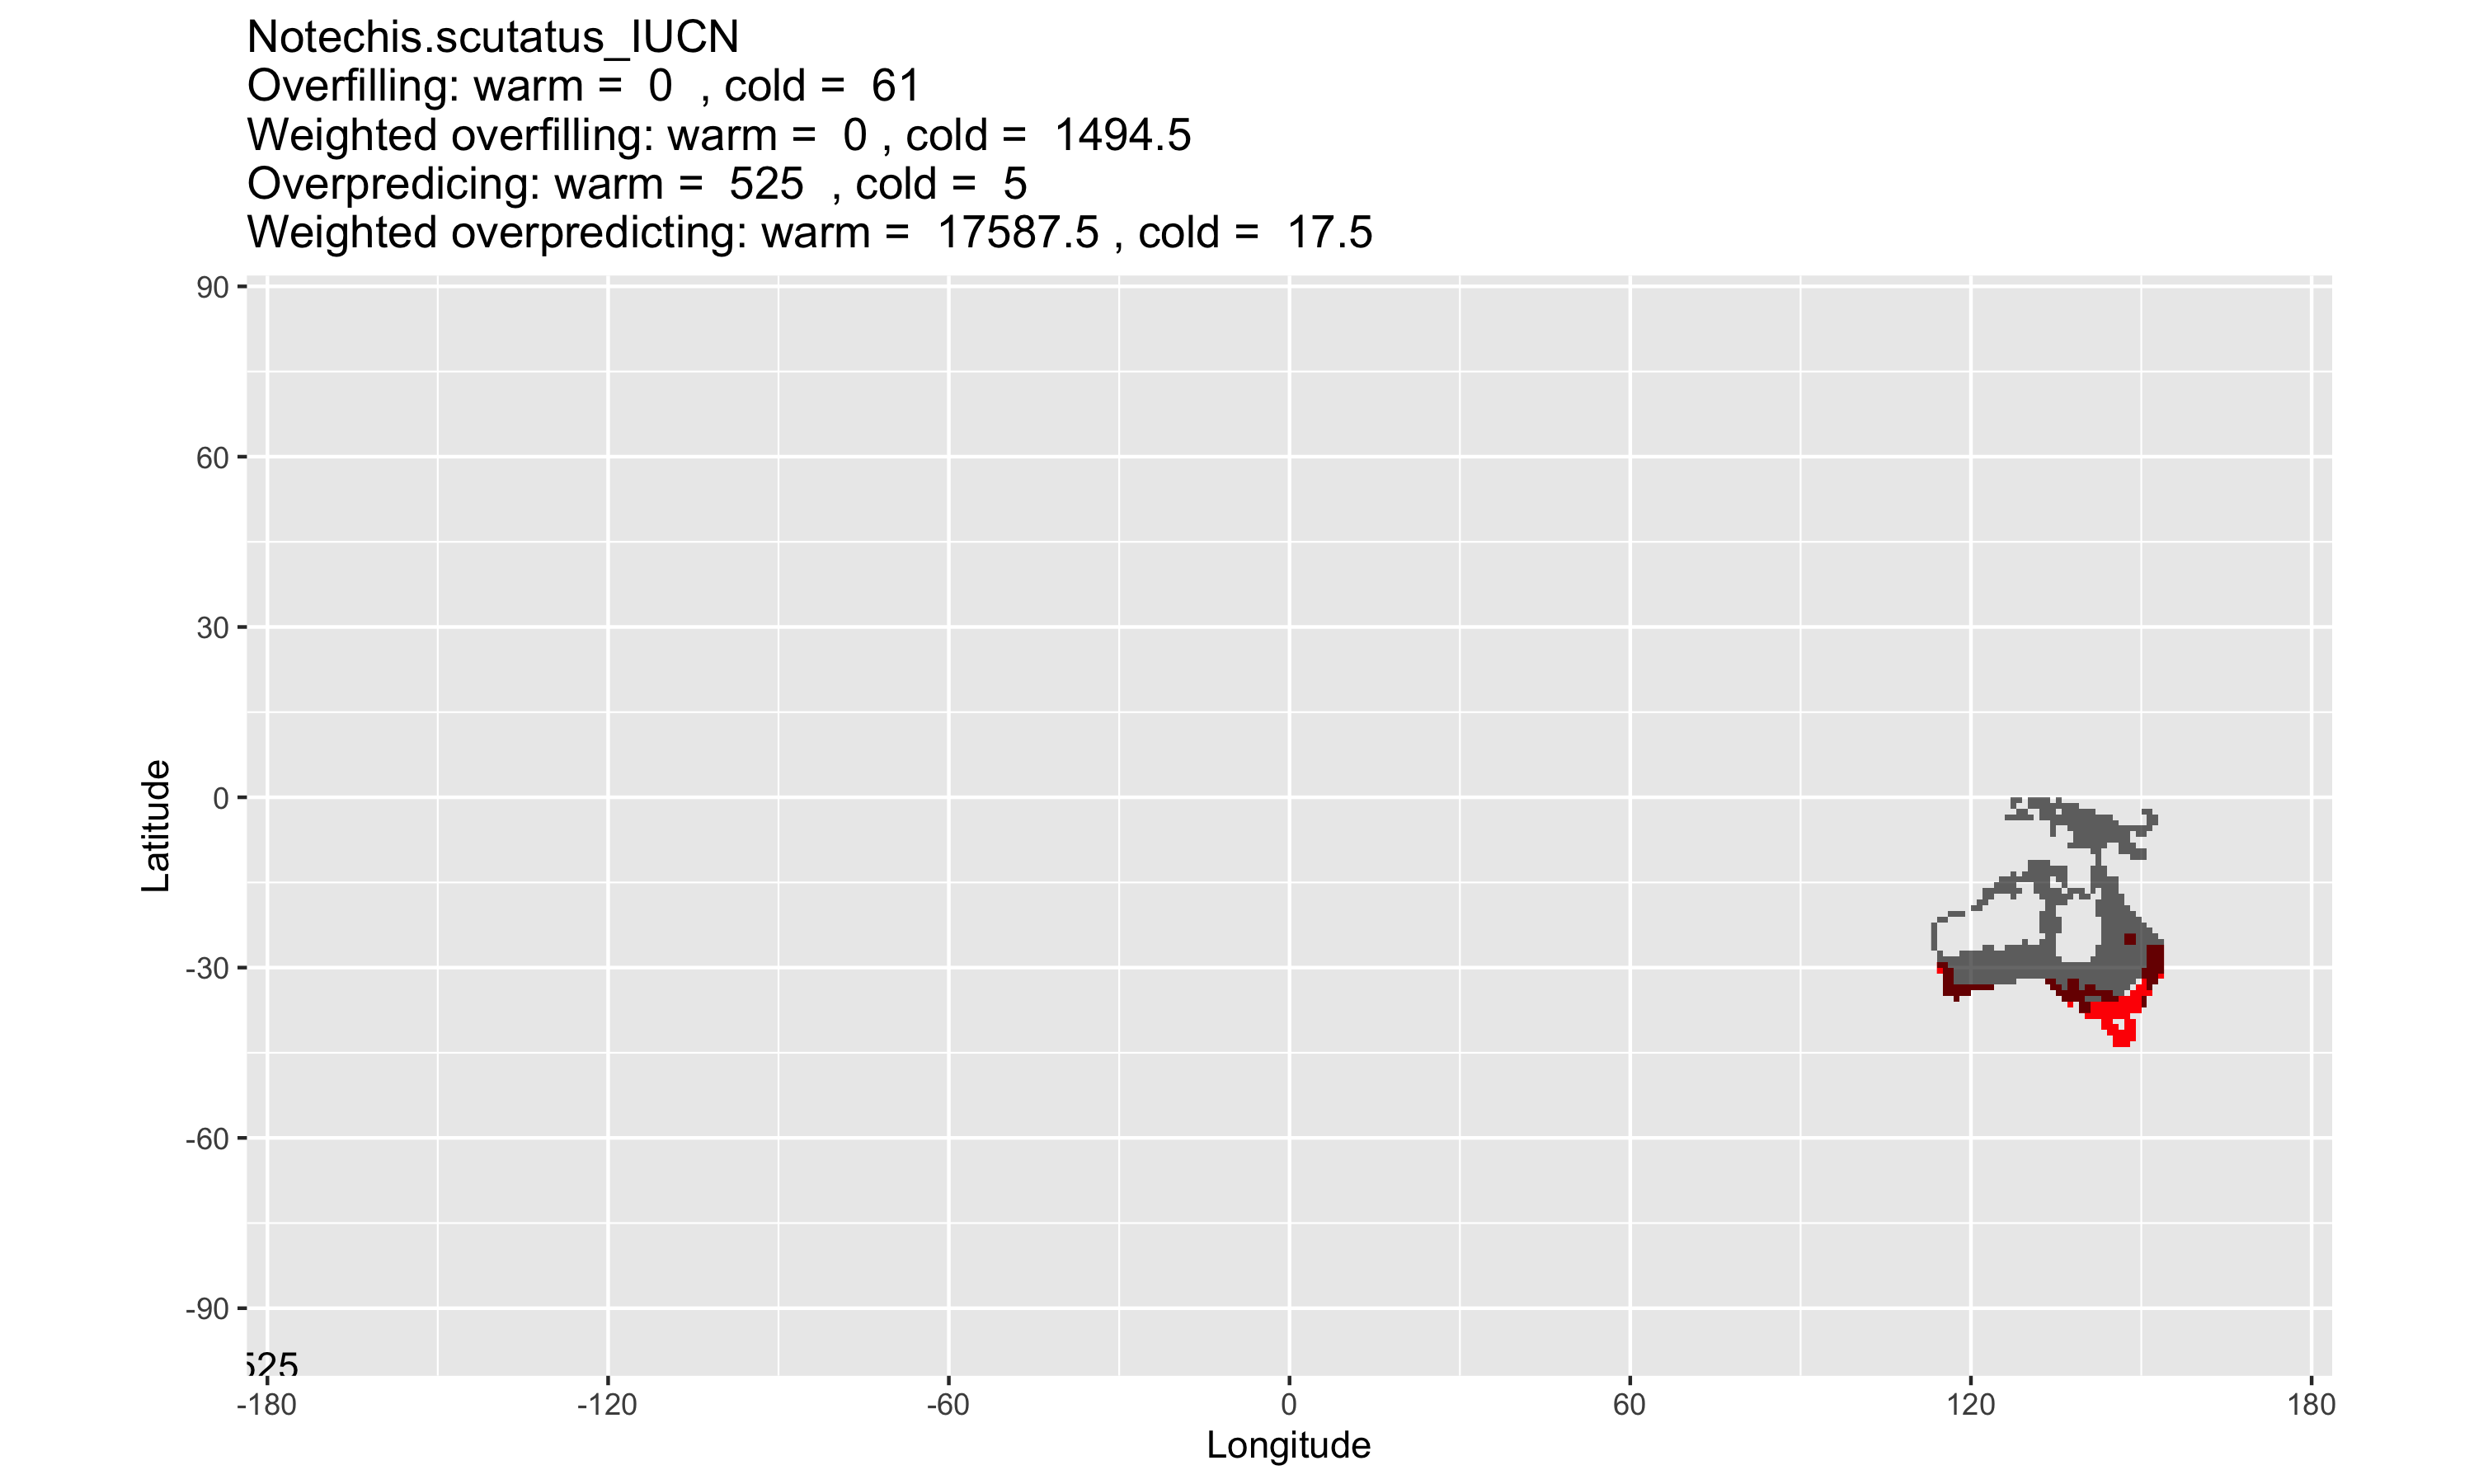 Notechis.scutatus_IUCN
Overfilling: warm =  0  , cold =  61
Weighted overfilling: warm =  0 , cold =  1494.5
Overpredicing: warm =  525  , cold =  5
Weighted overpredicting: warm =  17587.5 , cold =  17.5
90
60
30
0
-30
-60
-90
Latitude
525
-180
-120
-60
0
60
120
180
Longitude